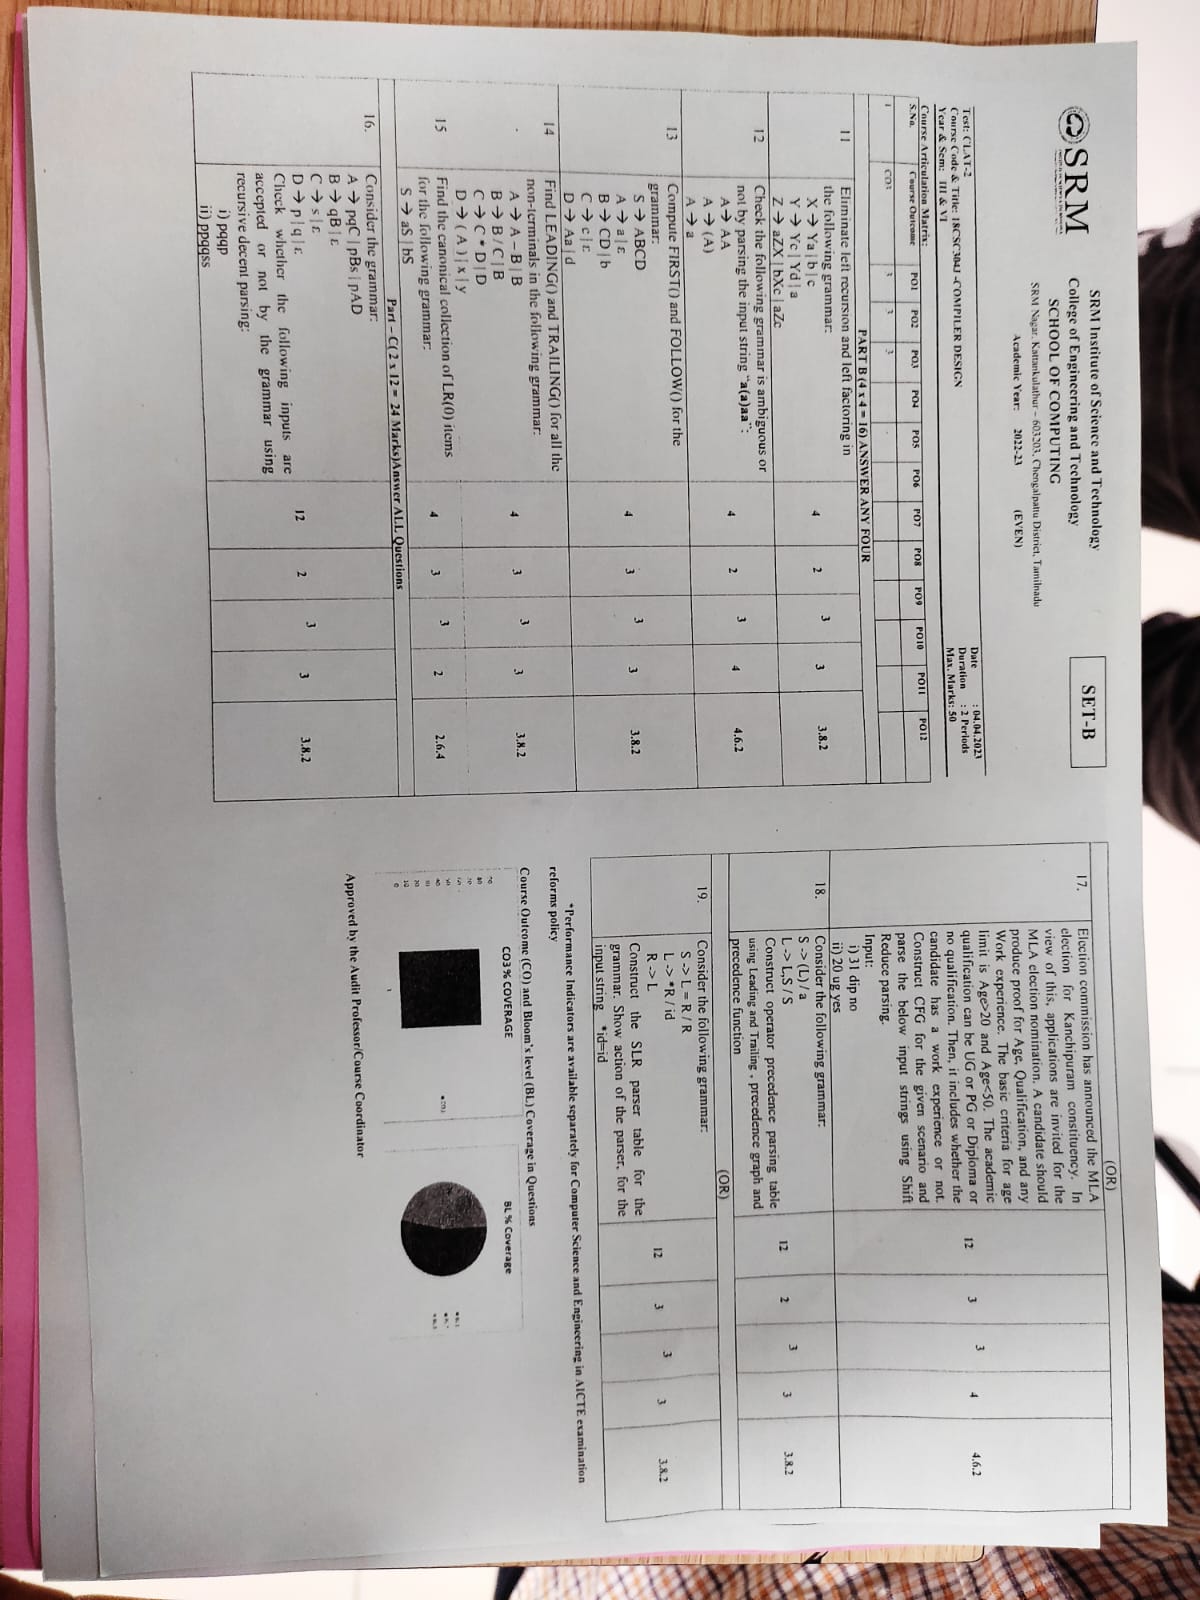 SRM
SRM Institute of Science and Technology
College of Engineering and Technology
SCHOOL OF COMPUTING
SRM Nagar, Kattankulathur – 603203, Chengalpattu District, Tamilnadu
Academic Year: 2022-23 (EVEN)
SET-B
Test: CLAT-2
Date : 04.04.2023
Course Code & Title: 18CSC304J -COMPILER DESIGN
Duration : 2 Periods
Year & Sem: III & VI
Max. Marks: 50
Course Articulation Matrix:
S.No. Course Outcome PO1 PO2 PO3 PO4 PO5 PO6 PO7 PO8 PO9 PO10 PO11 PO12
1 CO3 3 3 3
PART B (4 x 4 = 16) ANSWER ANY FOUR
11 Eliminate left recursion and left factoring in 4 2 3 3 3.8.2
the following grammar:
X → Ya | b | c
Y → Yc | Yd | a
Z → aZX | bXc | aZc
12 Check the following grammar is ambiguous or 4 2 3 4 4.6.2
not by parsing the input string “a(a)aa”:
A → AA
A → (A)
A → a
13 Compute FIRST() and FOLLOW() for the 4 3 3 3 3.8.2
grammar:
S → ABCD
A → a | ε
B → CD | b
C → c | ε
D → Aa | d
14 Find LEADING() and TRAILING() for all the 4 3 3 3 3.8.2
non-terminals in the following grammar:
A → A – B | B
B → B / C | B
C → C * D | D
D → ( A ) | x | y
15 Find the canonical collection of LR(0) items 4 3 3 2 2.6.4
for the following grammar:
S → aS | bS
Part – C(2 x 12 = 24 Marks)Answer ALL Questions
16. Consider the grammar: 12 2 3 3 3.8.2
A → pqC | pBs | pAD
B → qB | ε
C → s | ε
D → p | q | ε
Check whether the following inputs are
accepted or not by the grammar using
recursive decent parsing:
i) pqqp
ii) ppqqss
(OR)
17. Election commission has announced the MLA 12 3 3 4 4.6.2
election for Kanchipuram constituency. In
view of this, applications are invited for the
MLA election nomination. A candidate should
produce proof for Age, Qualification, and any
Work experience. The basic criteria for age
limit is Age>20 and Age<50. The academic
qualification can be UG or PG or Diploma or
no qualification. Then, it includes whether the
candidate has a work experience or not.
Construct CFG for the given scenario and
parse the below input strings using Shift
Reduce parsing.
Input:
i) 31 dip no
ii) 20 ug yes
18. Consider the following grammar: 12 2 3 3 3.8.2
S -> (L) / a
L -> L,S / S
Construct operator precedence parsing table
using Leading and Trailing , precedence graph and
precedence function
(OR)
19. Consider the following grammar: 12 3 3 3 3.8.2
S -> L = R / R
L -> *R / id
R -> L
Construct the SLR parser table for the
grammar. Show action of the parser, for the
input string *id=id
*Performance Indicators are available separately for Computer Science and Engineering in AICTE examination
reforms policy
Course Outcome (CO) and Bloom’s level (BL) Coverage in Questions
CO3 % COVERAGE
BL % Coverage
Approved by the Audit Professor/Course Coordinator